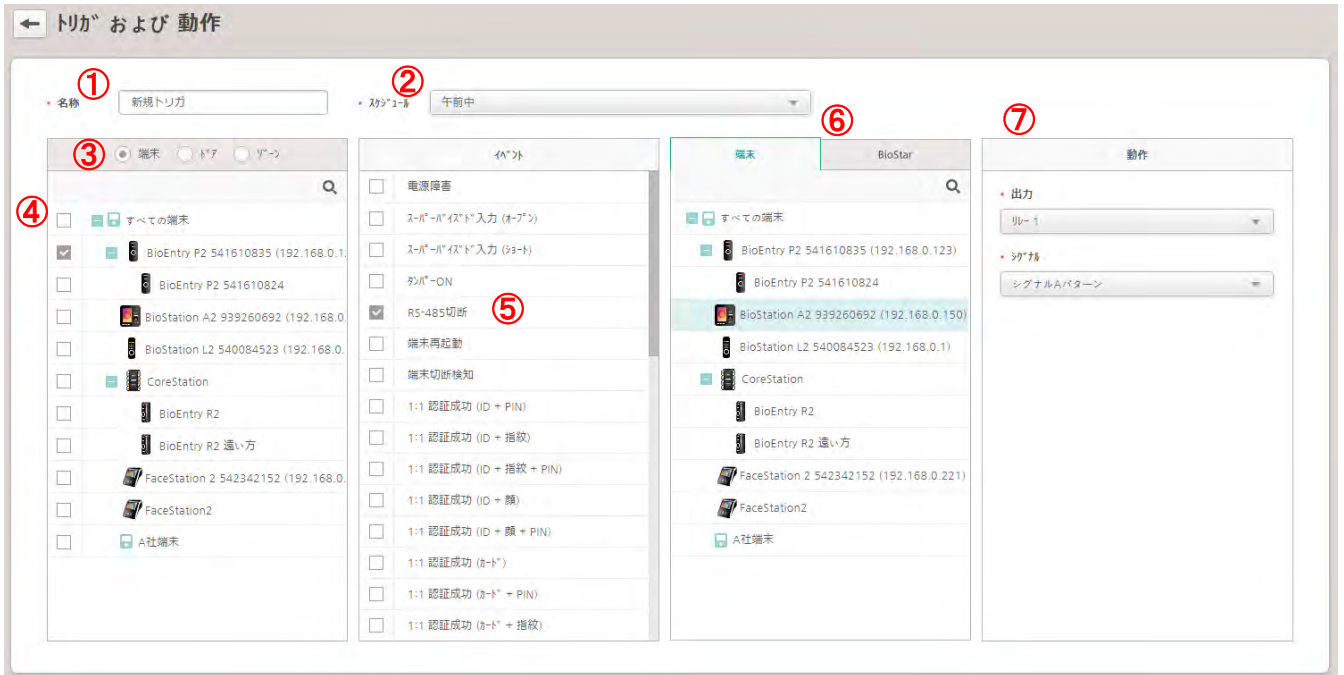 ﾄﾘｶﾞ および 動作
①
②
・ 名称
新規トリガ
・ ｽｹｼﾞｭｰﾙ
午前中
③
端末
ﾄﾞｱ
ｿﾞｰﾝ
④
すべての端末
BioEntry P2 541610835 (192.168.0.1
BioEntry P2 541610824
BioStation A2 939260692 (192.168.0
BioStation L2 540084523 (192.168.0.
CoreStation
BioEntry R2
BioEntry R2 遠い方
FaceStation 2 542342152 (192.168.0.
FaceStation2
A社端末
ｲﾍﾞﾝﾄ
電源障害
ｽｰﾊﾟｰﾊﾞｲｽﾞﾄﾞ入力 (ｵｰﾌﾟﾝ)
ｽｰﾊﾟｰﾊﾞｲｽﾞﾄﾞ入力 (ｼｮｰﾄ)
ﾀﾝﾊﾟｰON
RS-485切断
⑤
端末再起動
端末切断検知
1:1 認証成功 (ID + PIN)
1:1 認証成功 (ID + 指紋)
1:1 認証成功 (ID + 指紋 + PIN)
1:1 認証成功 (ID + 顔)
1:1 認証成功 (ID + 顔 + PIN)
1:1 認証成功 (ｶｰﾄﾞ)
1:1 認証成功 (ｶｰﾄﾞ + PIN)
1:1 認証成功 (ｶｰﾄﾞ + 指紋)
⑥
端末
BioStar
すべての端末
BioEntry P2 541610835 (192.168.0.123)
BioEntry P2 541610824
BioStation A2 939260692 (192.168.0.150)
BioStation L2 540084523 (192.168.0.1)
CoreStation
BioEntry R2
BioEntry R2 遠い方
FaceStation 2 542342152 (192.168.0.221)
FaceStation2
A社端末
⑦
動作
・ 出力
ﾘﾚｰ 1
・ ｼｸﾞﾅﾙ
シグナルAパターン